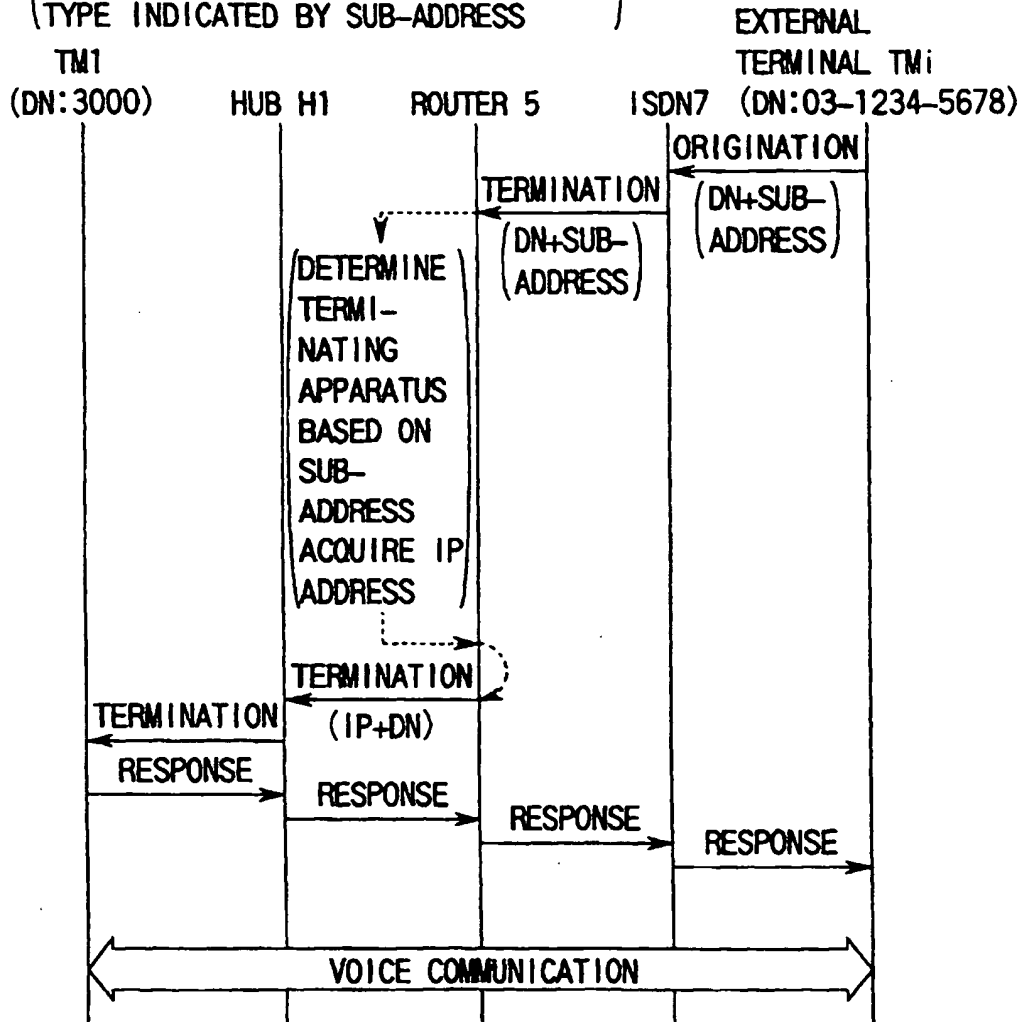 (TYPE INDICATED BY SUB-ADDRESS )
EXTERNAL
TM1 TERMINAL TMi
(DN:3000) HUB H1 ROUTER 5 ISDN7 (DN:03-1234-5678)
ORIGINATION
(DN+SUB-
ADDRESS)
TERMINATION
(DN+SUB-
ADDRESS)
(DETERMINE
TERMI-
NATING
APPARATUS
BASED ON
SUB-
ADDRESS
ACQUIRE IP
ADDRESS)
TERMINATION
(IP+DN)
TERMINATION
RESPONSE
RESPONSE
RESPONSE
RESPONSE
VOICE COMMUNICATION